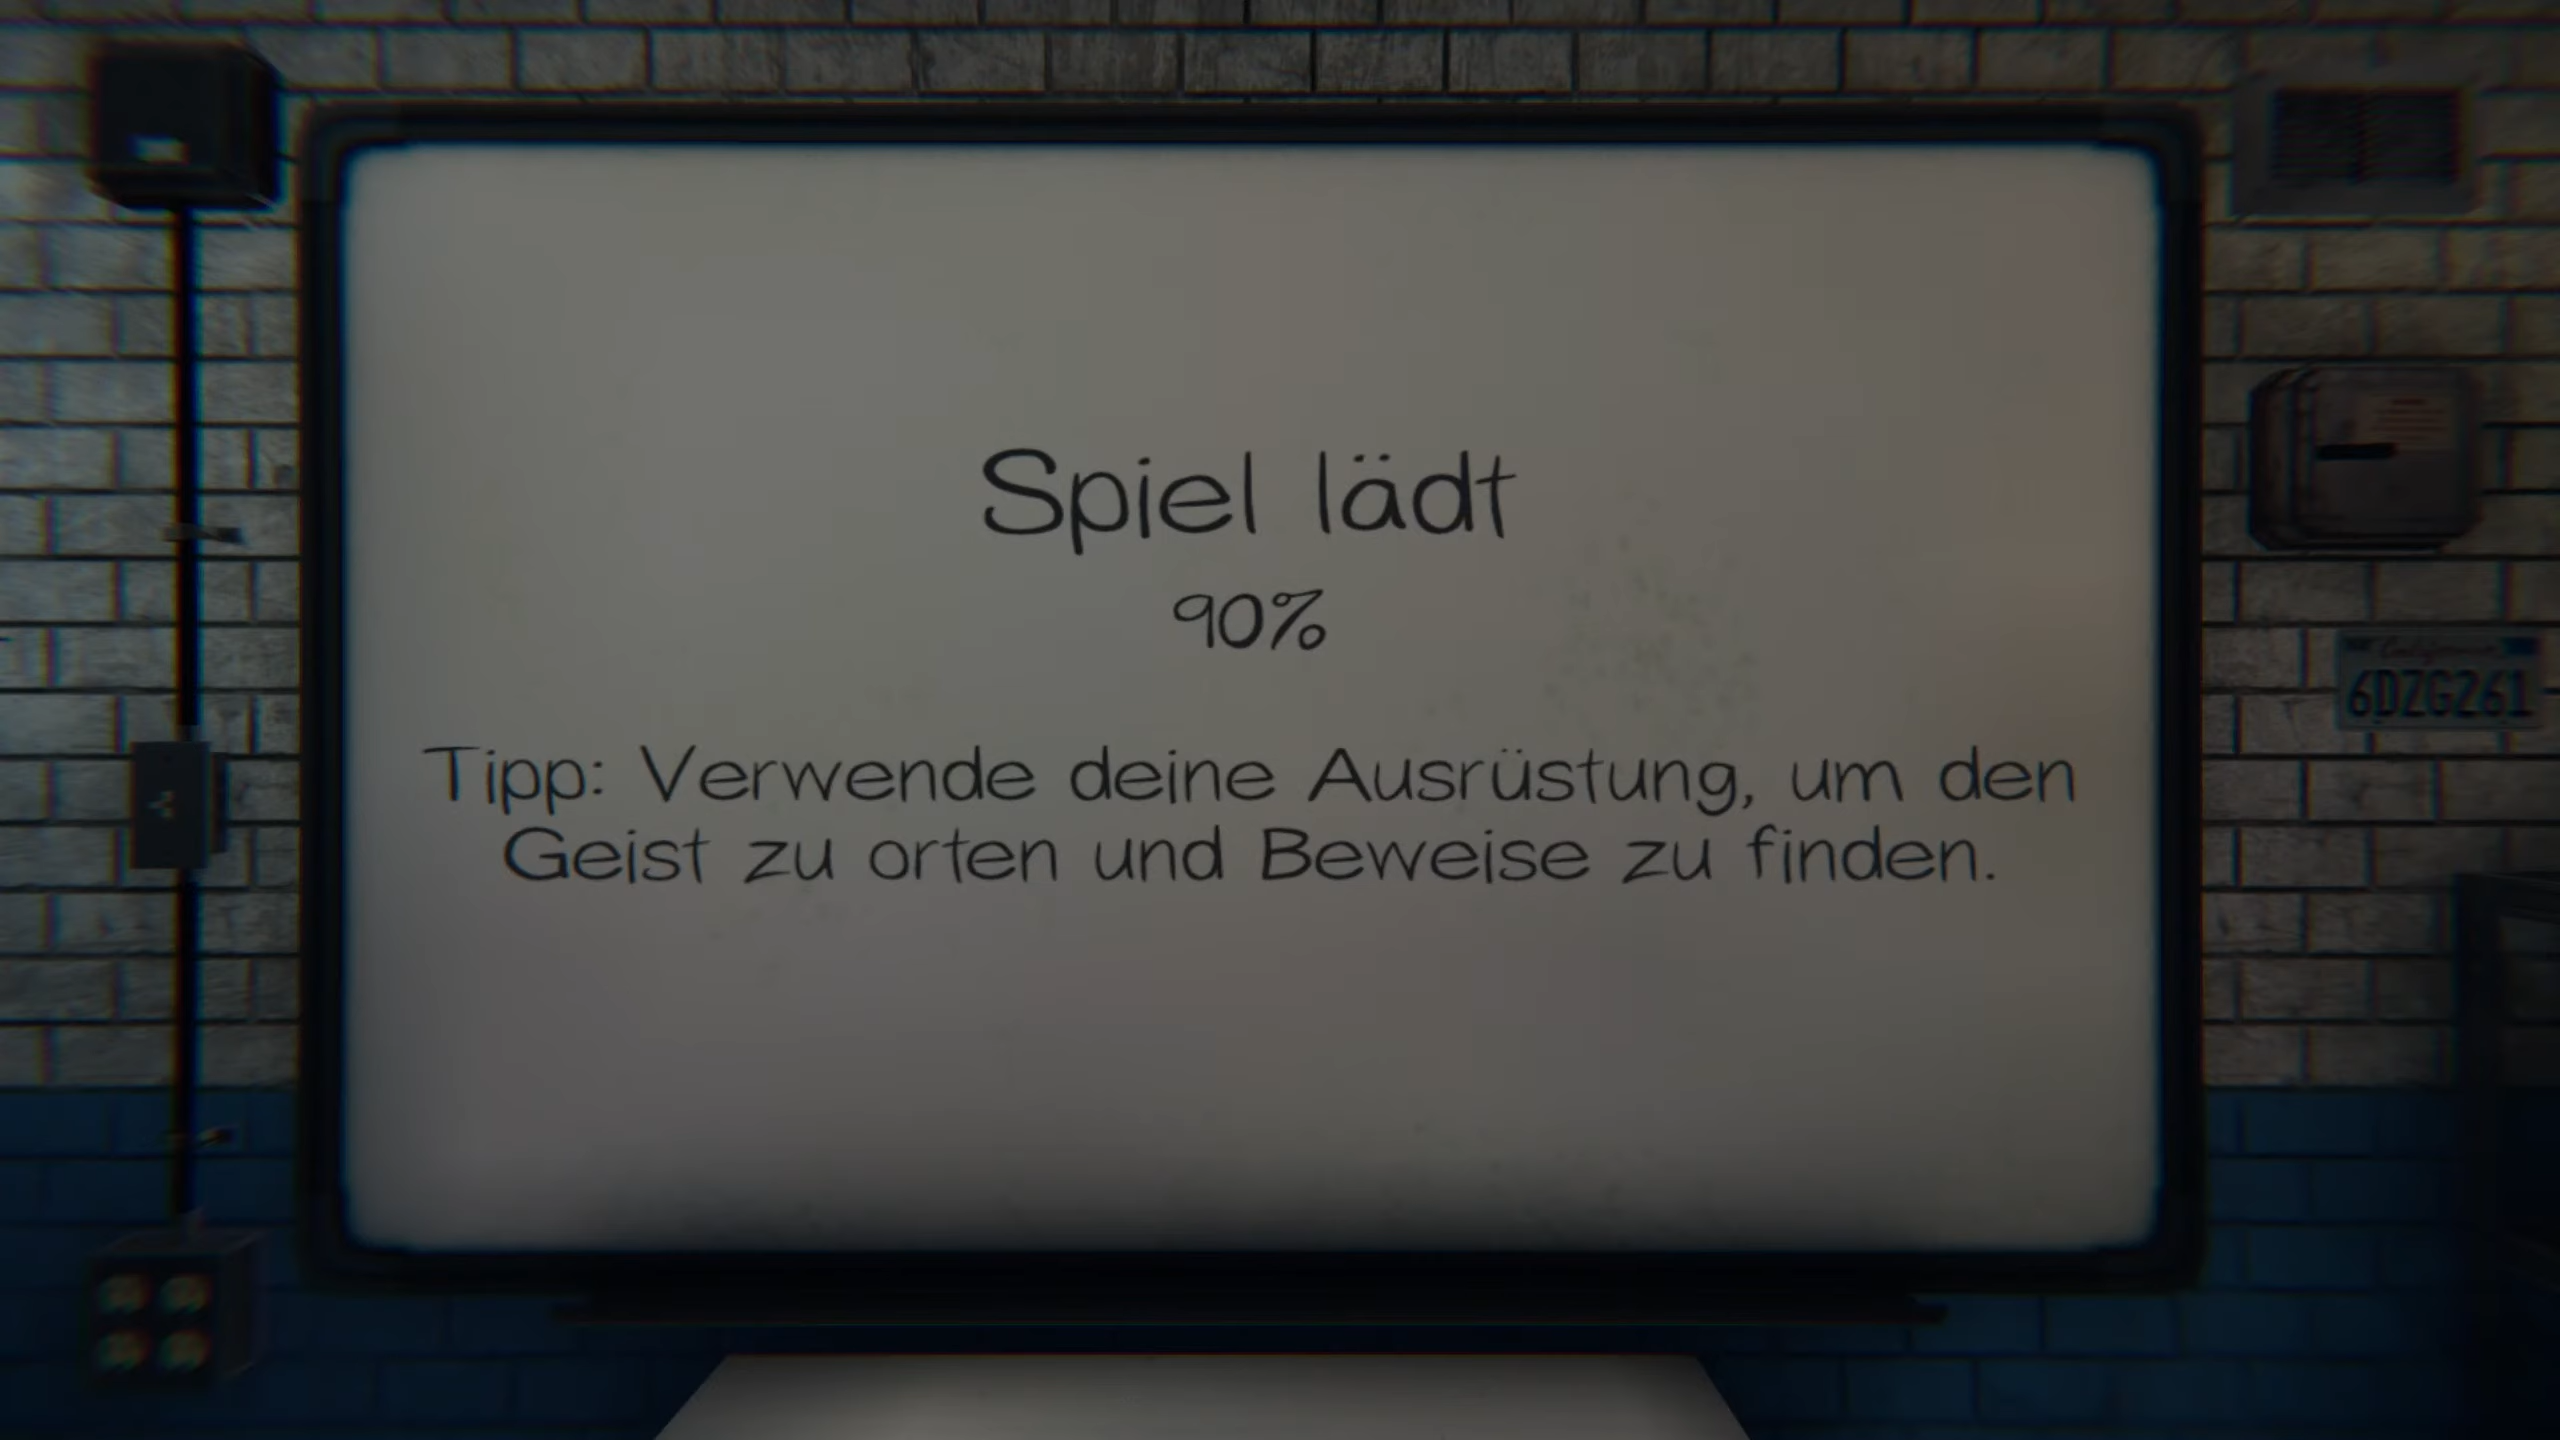 Spiel lädt
90%
Tipp: Verwende deine Ausrüstung, um den
Geist zu orten und Beweise zu finden.
6DZG261